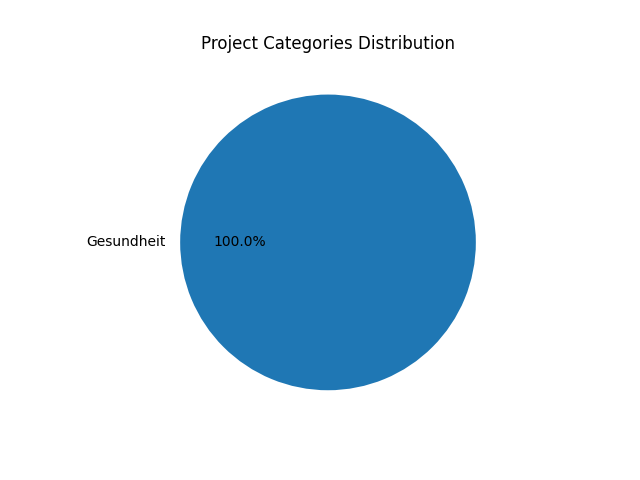 Project Categories Distribution
Gesundheit
100.0%